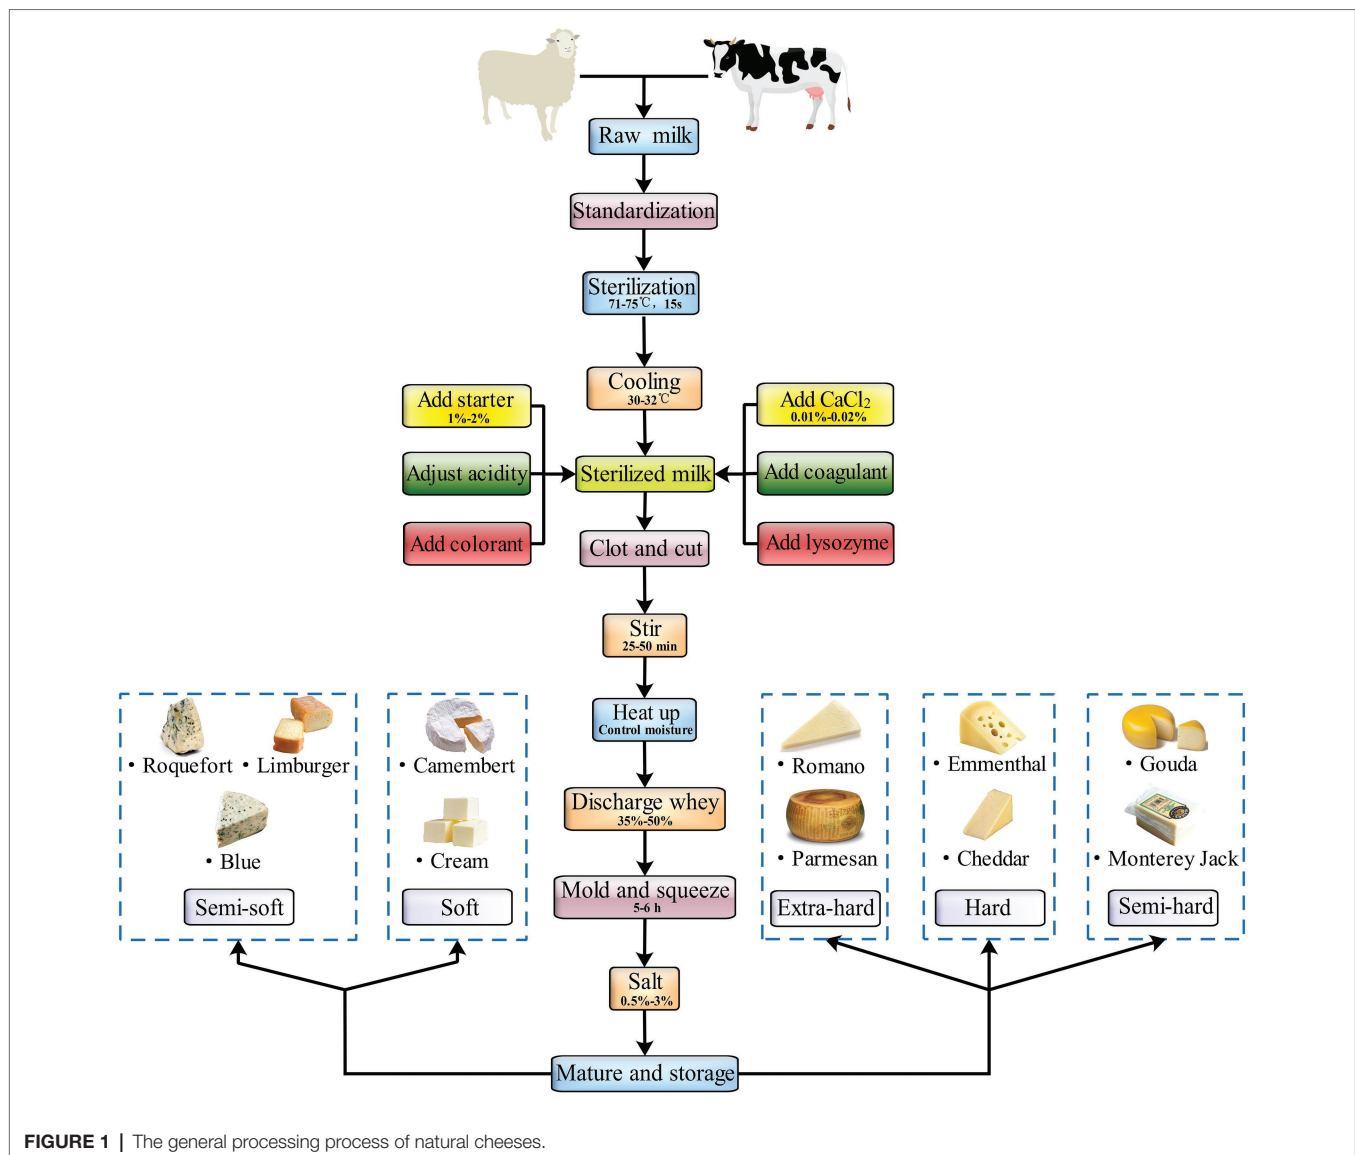 Raw milk
Standardization
Sterilization
71-75℃, 15s
Cooling
30-32℃
Add starter
1%-2%
Add CaCl₂
0.01%-0.02%
Adjust acidity
Sterilized milk
Add coagulant
Add colorant
Clot and cut
Add lysozyme
Stir
25-50 min
Heat up
Control moisture
• Roquefort • Limburger
• Blue
Semi-soft
• Camembert
• Cream
Soft
Discharge whey
35%-50%
Mold and squeeze
5-6 h
Salt
0.5%-3%
• Romano
• Parmesan
Extra-hard
• Emmenthal
• Cheddar
Hard
• Gouda
• Monterey Jack
Semi-hard
Mature and storage
FIGURE 1 | The general processing process of natural cheeses.